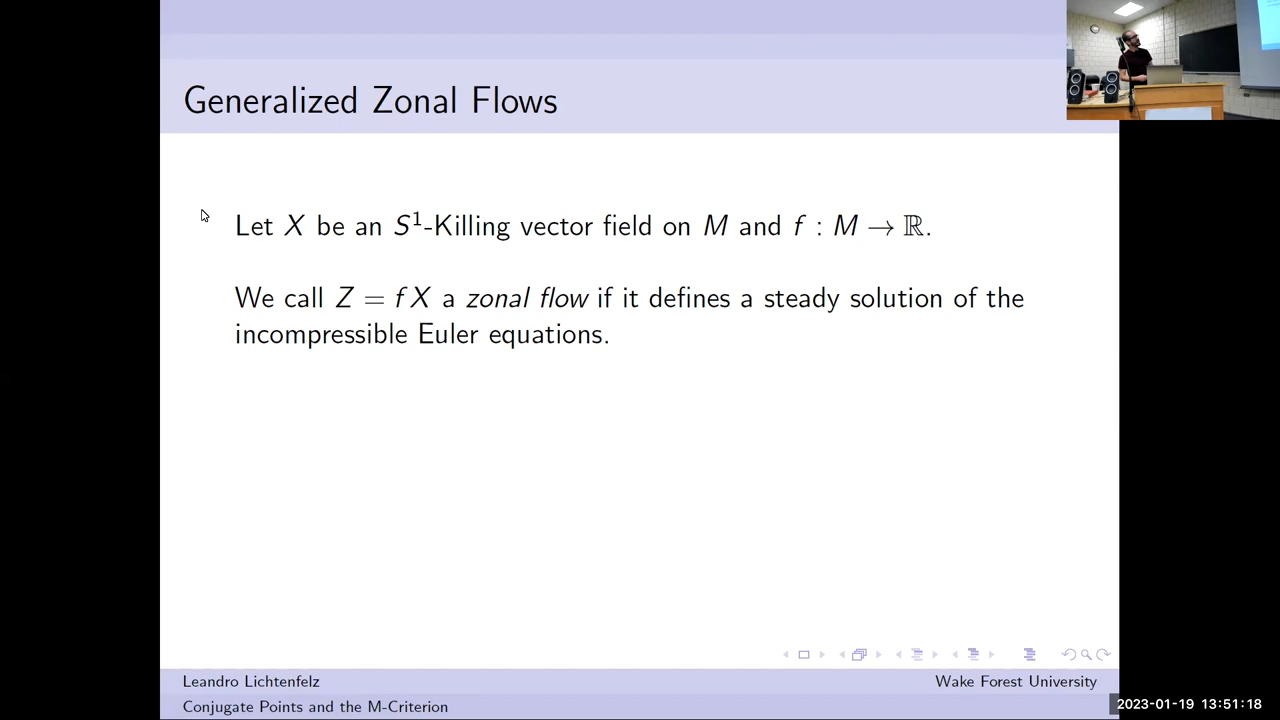 Generalized Zonal Flows
Let X be an S¹-Killing vector field on M and f : M → ℝ.
We call Z = f X a zonal flow if it defines a steady solution of the
incompressible Euler equations.
Leandro Lichtenfelz
Wake Forest University
Conjugate Points and the M-Criterion
2023-01-19 13:51:18